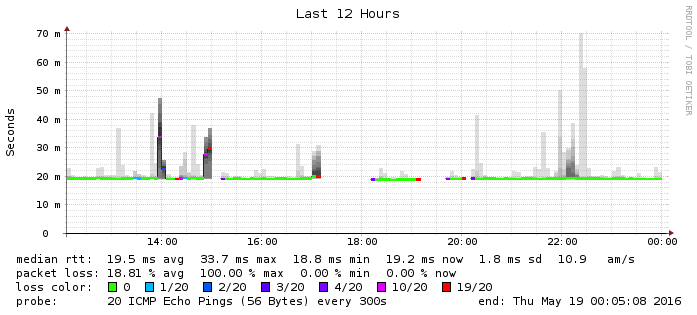 Last 12 Hours
RRDTOOL / TOBI OETIKER
Seconds
70 m
60 m
50 m
40 m
30 m
20 m
10 m
0
14:00 16:00 18:00 20:00 22:00 00:00
median rtt: 19.5 ms avg 33.7 ms max 18.8 ms min 19.2 ms now 1.8 ms sd 10.9 am/s
packet loss: 18.81 % avg 100.00 % max 0.00 % min 0.00 % now
loss color: 0 1/20 2/20 3/20 4/20 10/20 19/20
probe: 20 ICMP Echo Pings (56 Bytes) every 300s end: Thu May 19 00:05:08 2016